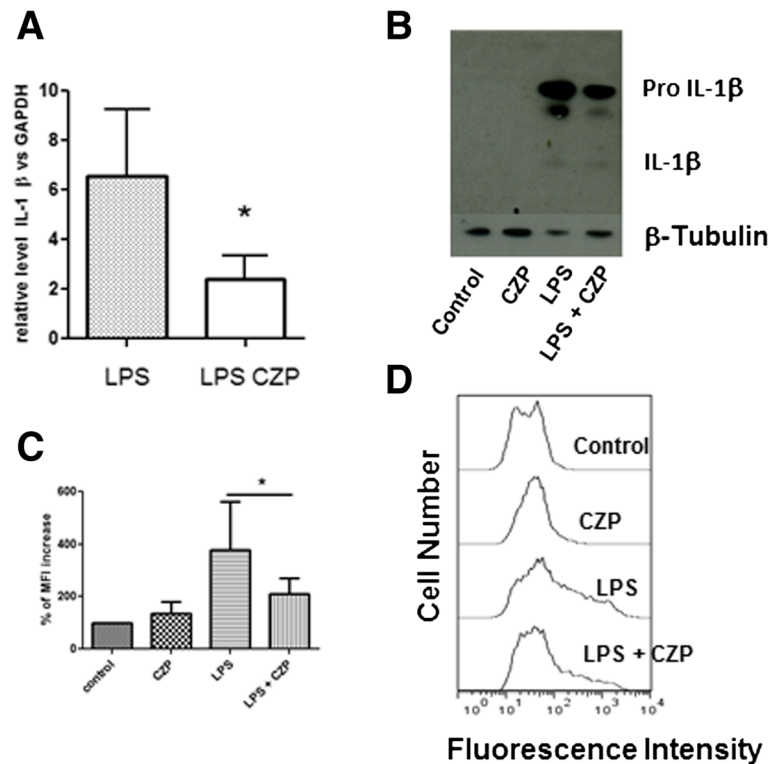 A
relative level IL-1 β vs GAPDH
10
8
6
4
2
0
*
LPS
LPS CZP
B
Pro IL-1β
IL-1β
β-Tubulin
Control
CZP
LPS
LPS + CZP
C
% of MFI increase
600
400
200
0
*
control
CZP
LPS
LPS + CZP
D
Cell Number
Control
CZP
LPS
LPS + CZP
10⁰ 10¹ 10² 10³ 10⁴
Fluorescence Intensity